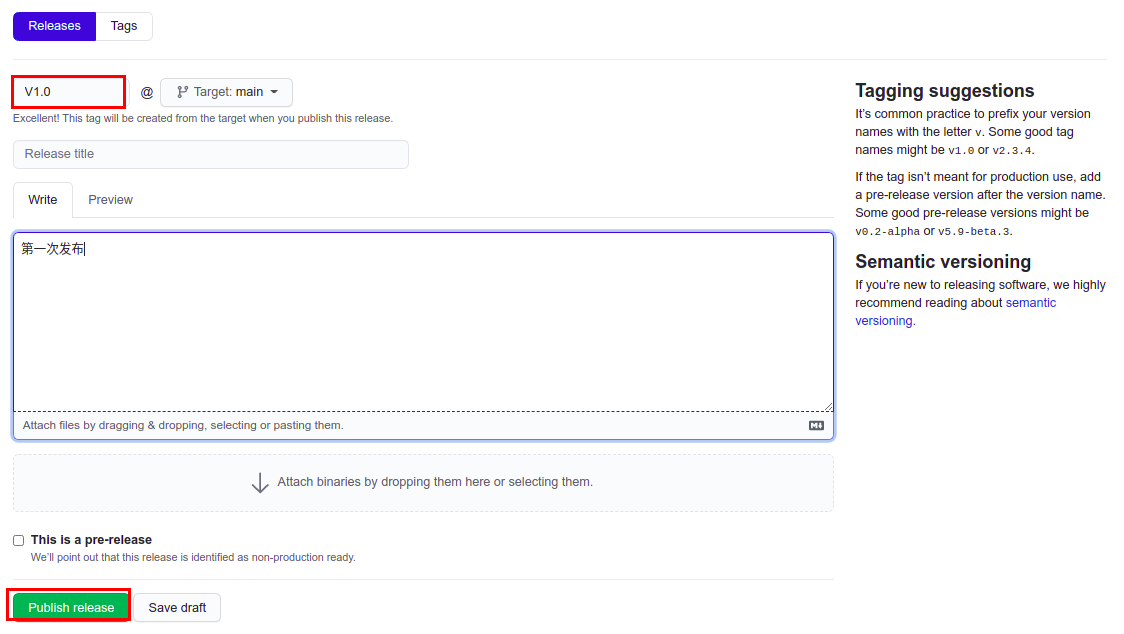 Releases Tags
V1.0 @ Target: main
Excellent! This tag will be created from the target when you publish this release.
Release title
Write Preview
第一次发布
Attach files by dragging & dropping, selecting or pasting them.
Attach binaries by dropping them here or selecting them.
This is a pre-release
We’ll point out that this release is identified as non-production ready.
Publish release Save draft
Tagging suggestions
It’s common practice to prefix your version
names with the letter v. Some good tag
names might be v1.0 or v2.3.4.
If the tag isn’t meant for production use, add
a pre-release version after the version name.
Some good pre-release versions might be
v0.2-alpha or v5.9-beta.3.
Semantic versioning
If you’re new to releasing software, we highly
recommend reading about semantic
versioning.